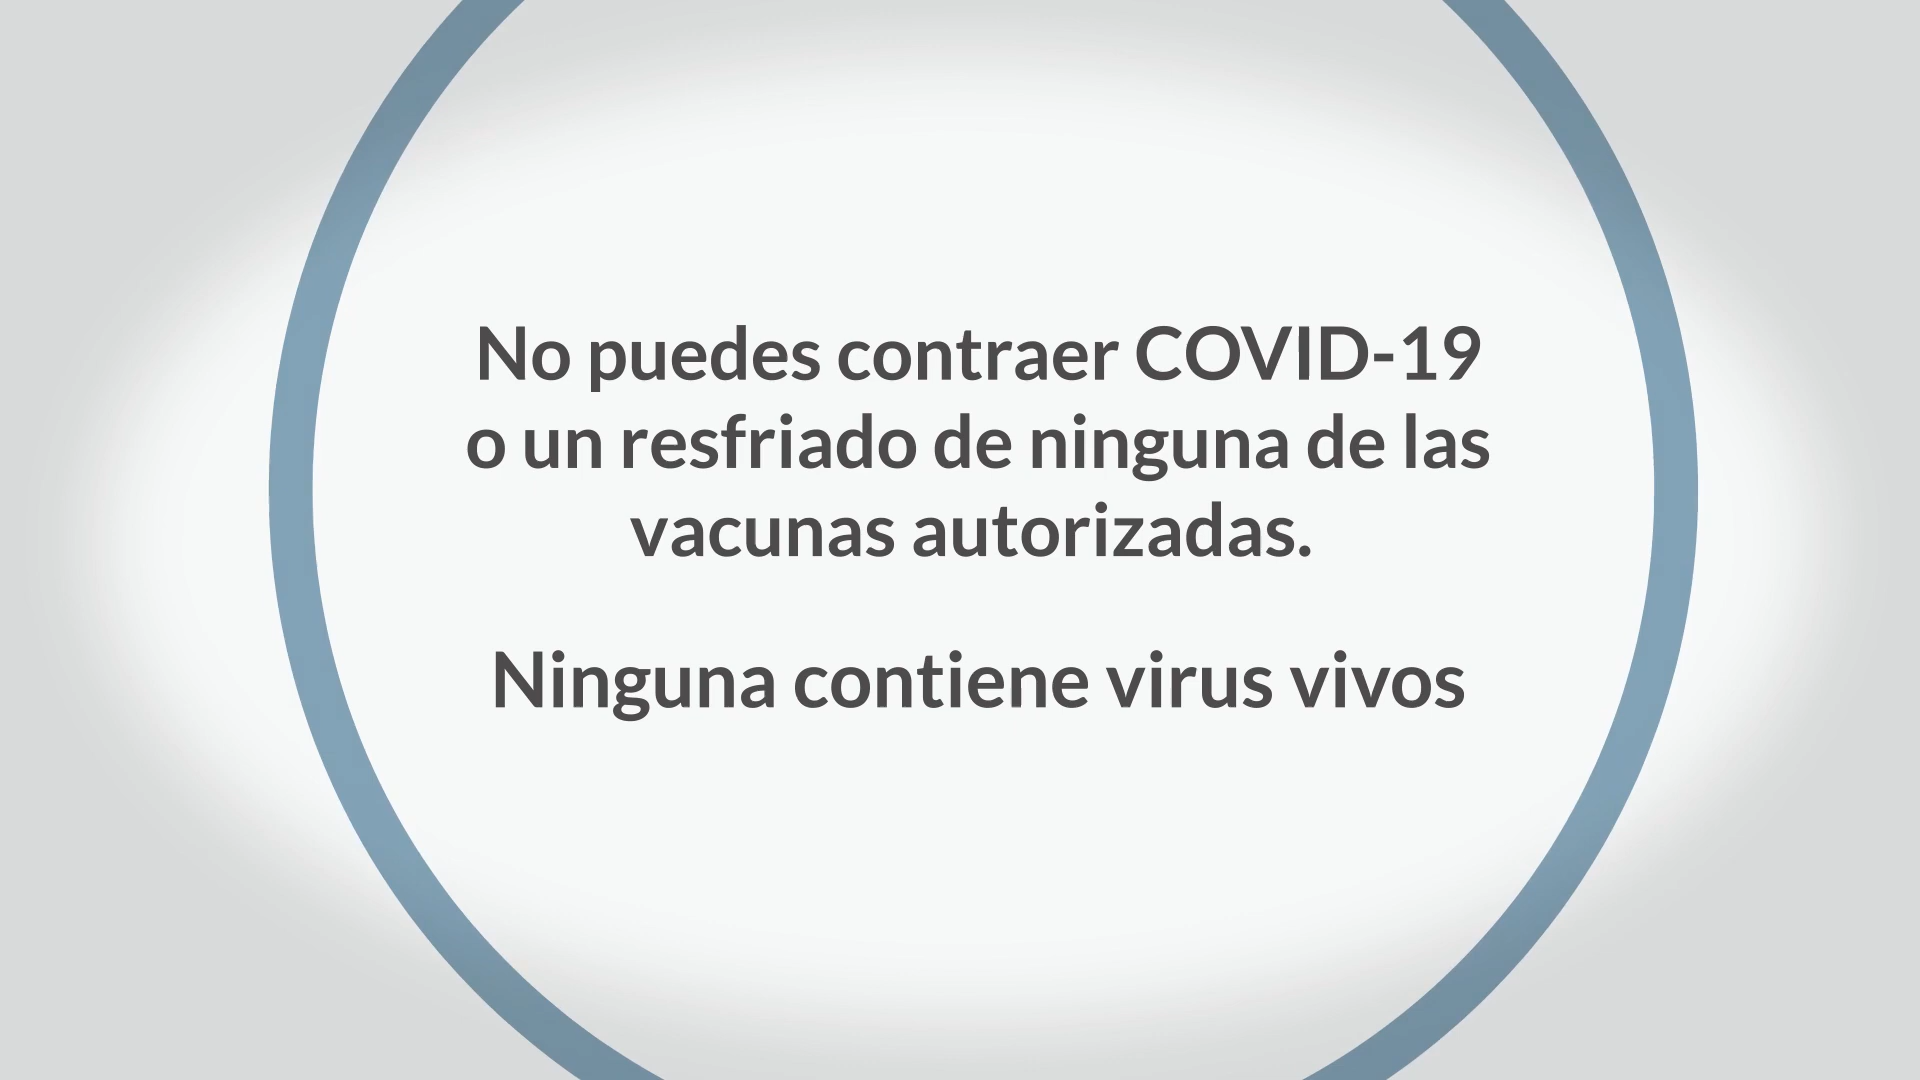 No puedes contraer COVID-19
o un resfriado de ninguna de las
vacunas autorizadas.
Ninguna contiene virus vivos